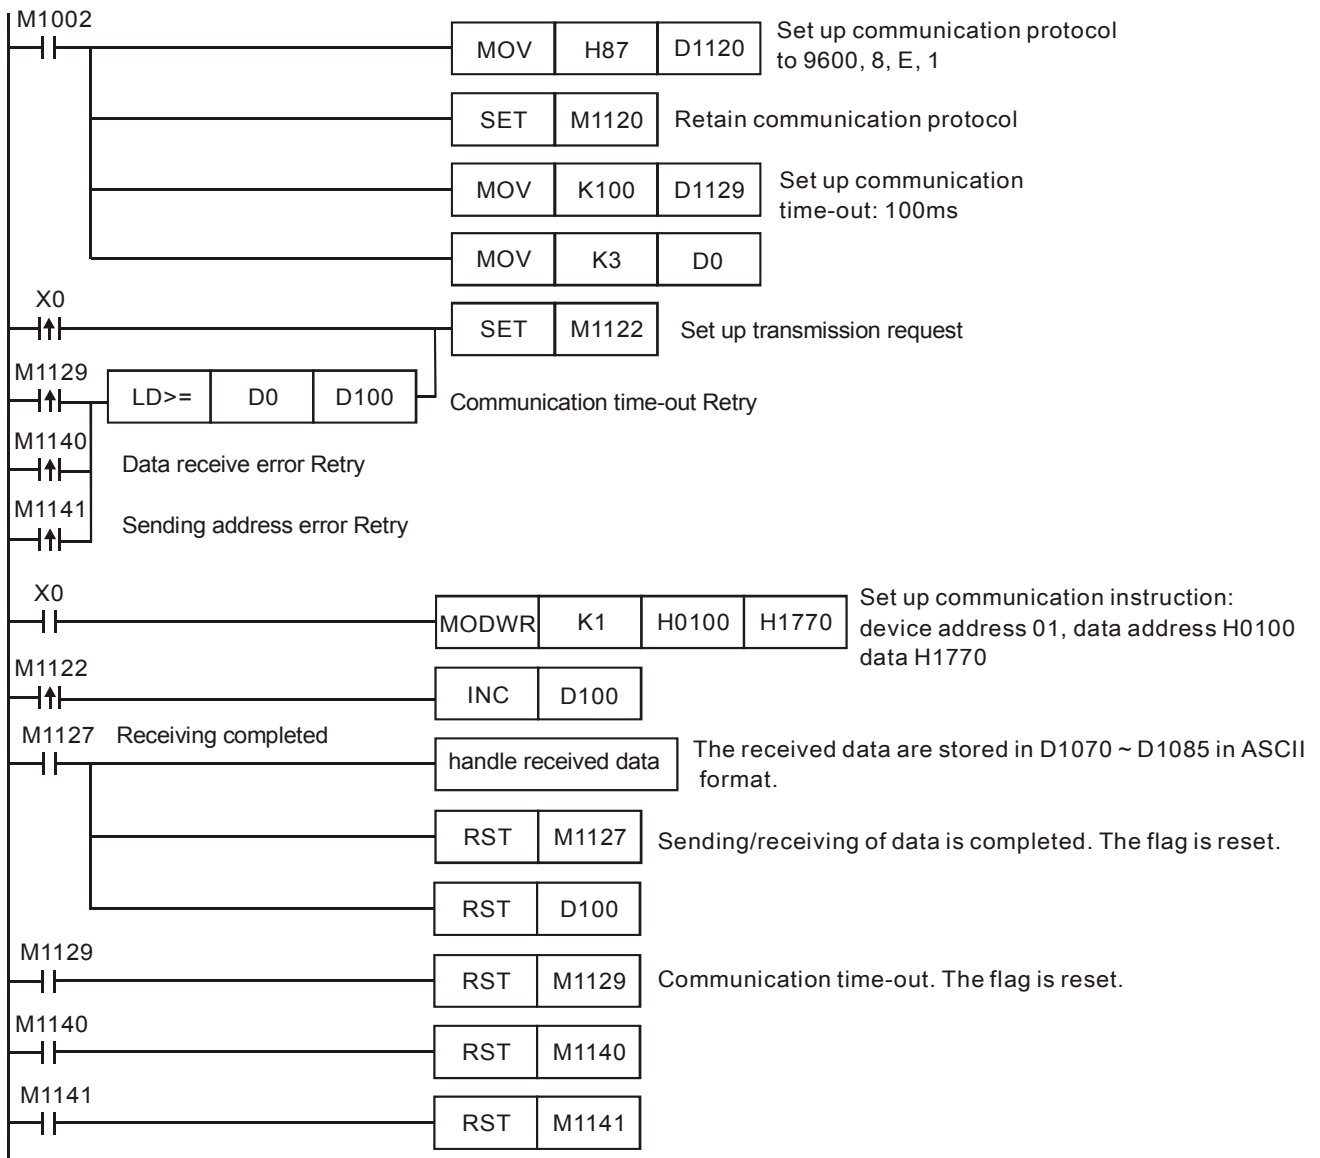 M1002
MOV H87 D1120 Set up communication protocol
to 9600, 8, E, 1
SET M1120 Retain communication protocol
MOV K100 D1129 Set up communication
time-out: 100ms
MOV K3 D0
X0
SET M1122 Set up transmission request
M1129
LD>= D0 D100 Communication time-out Retry
M1140
Data receive error Retry
M1141
Sending address error Retry
X0
MODWR K1 H0100 H1770 Set up communication instruction:
device address 01, data address H0100
data H1770
M1122
INC D100
M1127 Receiving completed
handle received data The received data are stored in D1070 ~ D1085 in ASCII
format.
RST M1127 Sending/receiving of data is completed. The flag is reset.
RST D100
M1129
RST M1129 Communication time-out. The flag is reset.
M1140
RST M1140
M1141
RST M1141